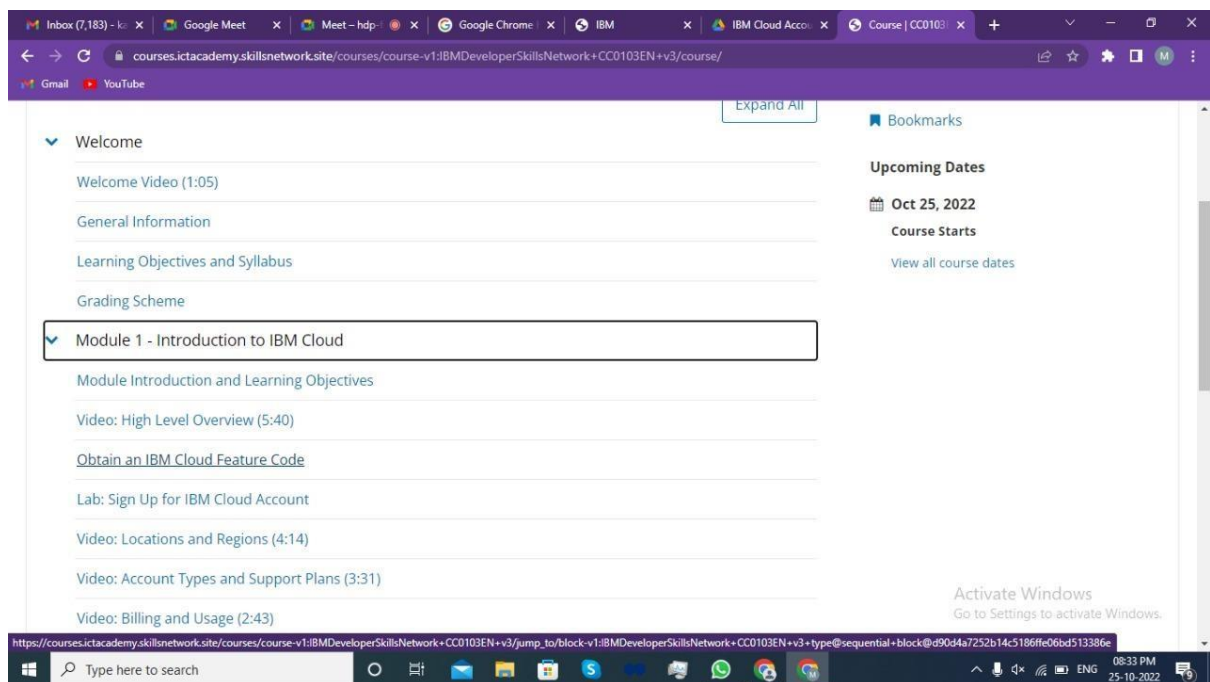 Inbox (7,183) - ka
Google Meet
Meet – hdp-
Google Chrome
IBM
IBM Cloud Accou
Course | CC0103
courses.ictacademy.skillsnetwork.site/courses/course-v1:IBMDeveloperSkillsNetwork+CC0103EN+v3/course/
M
Gmail
YouTube
Expand All
Bookmarks
Welcome
Welcome Video (1:05)
Upcoming Dates
Oct 25, 2022
General Information
Course Starts
Learning Objectives and Syllabus
View all course dates
Grading Scheme
Module 1 - Introduction to IBM Cloud
Module Introduction and Learning Objectives
Video: High Level Overview (5:40)
Obtain an IBM Cloud Feature Code
Lab: Sign Up for IBM Cloud Account
Video: Locations and Regions (4:14)
Video: Account Types and Support Plans (3:31)
Activate Windows
Go to Settings to activate Windows.
Video: Billing and Usage (2:43)
https://courses.ictacademy.skillsnetwork.site/courses/course-v1:IBMDeveloperSkillsNetwork+CC0103EN+v3/jump_to/block-v1:IBMDeveloperSkillsNetwork+CC0103EN+v3+type@sequential+block@d90d4a7252b14c5186ffe06bd513386e
Type here to search
ENG
08:33 PM
25-10-2022